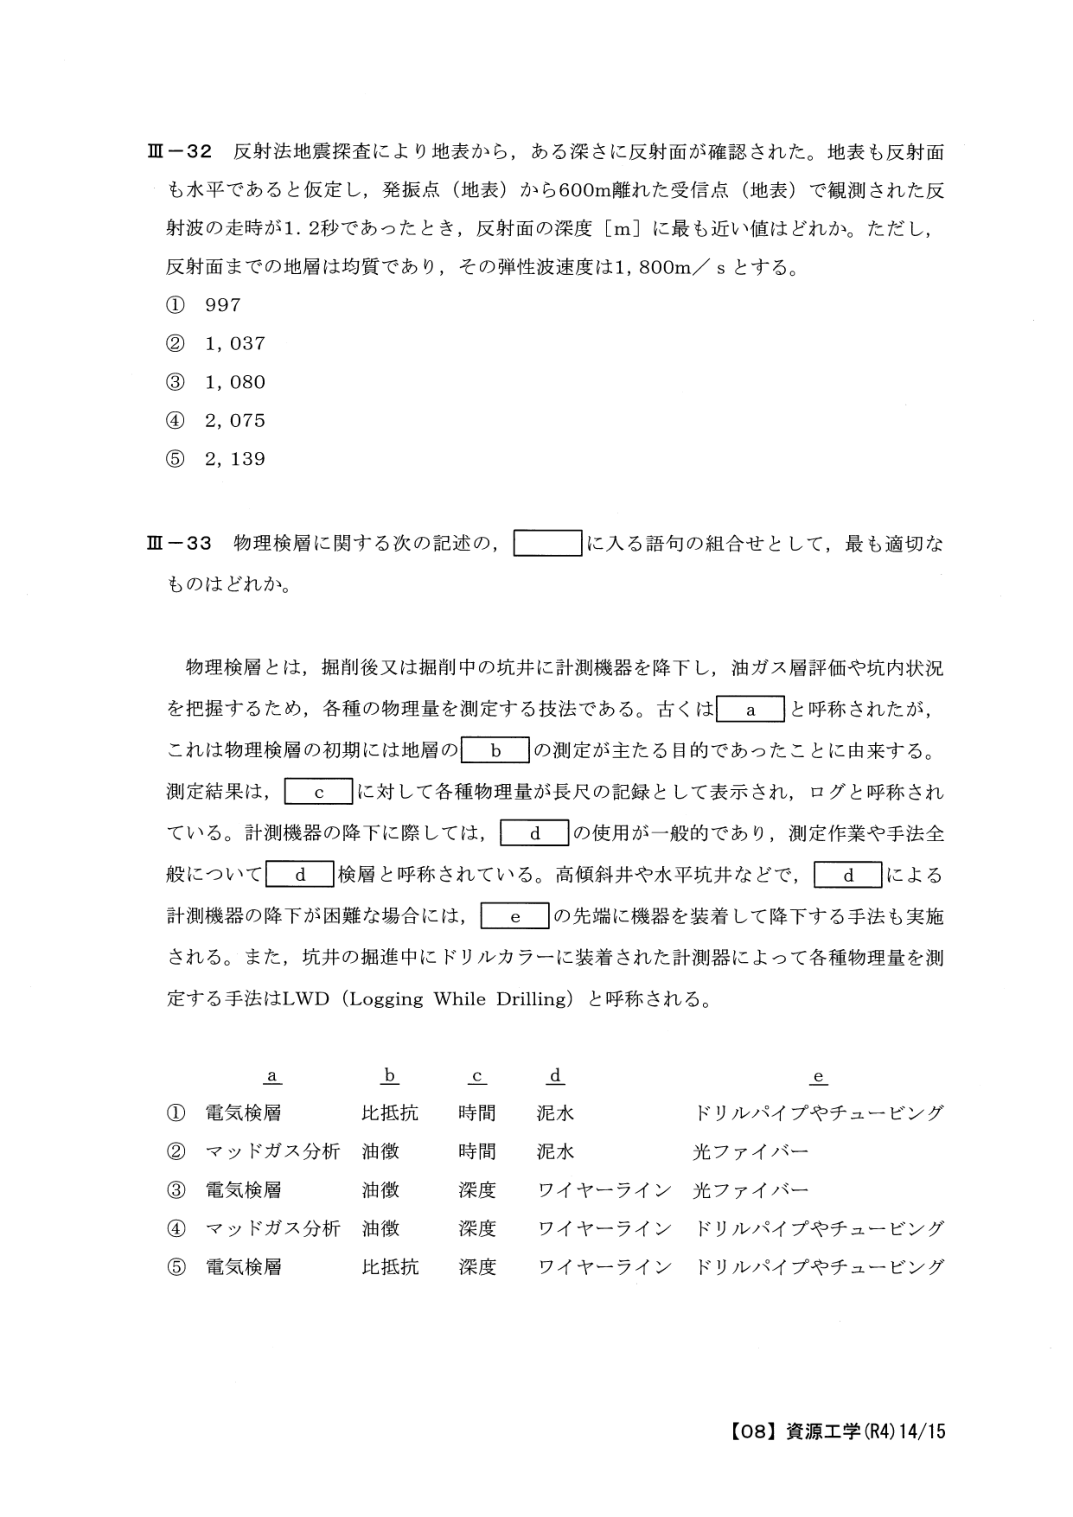 Ⅲ－32　反射法地震探査により地表から，ある深さに反射面が確認された。地表も反射面
も水平であると仮定し，発振点（地表）から600m離れた受信点（地表）で観測された反
射波の走時が1．2秒であったとき，反射面の深度［m］に最も近い値はどれか。ただし，
反射面までの地層は均質であり，その弾性波速度は1，800m／ｓとする。
①　997
②　1，037
③　1，080
④　2，075
⑤　2，139
Ⅲ－33　物理検層に関する次の記述の，　　　に入る語句の組合せとして，最も適切な
ものはどれか。
物理検層とは，掘削後又は掘削中の坑井に計測機器を降下し，油ガス層評価や坑内状況
を把握するため，各種の物理量を測定する技法である。古くは a と呼称されたが，
これは物理検層の初期には地層の b の測定が主たる目的であったことに由来する。
測定結果は， c に対して各種物理量が長尺の記録として表示され，ログと呼称され
ている。計測機器の降下に際しては， d の使用が一般的であり，測定作業や手法全
般について d 検層と呼称されている。高傾斜井や水平坑井などで， d による
計測機器の降下が困難な場合には， e の先端に機器を装着して降下する手法も実施
される。また，坑井の掘進中にドリルカラーに装着された計測器によって各種物理量を測
定する手法はLWD（Logging While Drilling）と呼称される。
a　b　c　d　e
①　電気検層　比抵抗　時間　泥水　ドリルパイプやチュービング
②　マッドガス分析　油徴　時間　泥水　光ファイバー
③　電気検層　油徴　深度　ワイヤーライン　光ファイバー
④　マッドガス分析　油徴　深度　ワイヤーライン　ドリルパイプやチュービング
⑤　電気検層　比抵抗　深度　ワイヤーライン　ドリルパイプやチュービング
【08】資源工学(R4)14/15